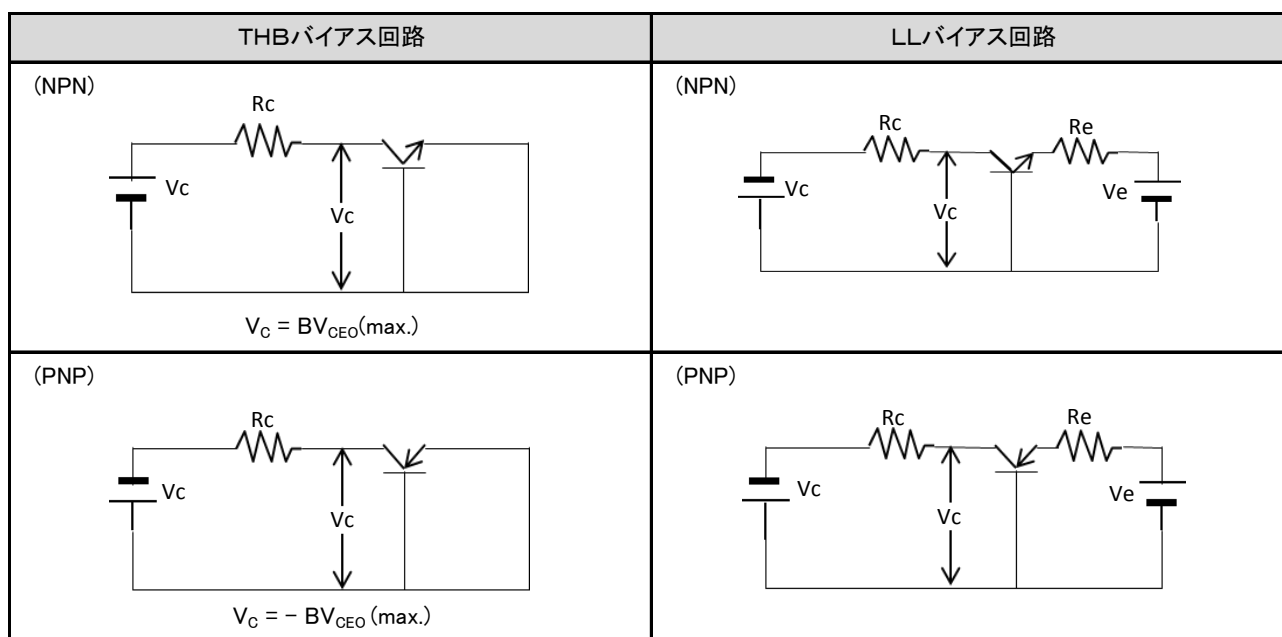 THBバイアス回路
LLバイアス回路
(NPN)
Rc
Vc
Vc
V_C = BV_CEO(max.)
(NPN)
Rc
Re
Vc
Vc
Ve
(PNP)
Rc
Vc
Vc
V_C = − BV_CEO (max.)
(PNP)
Rc
Re
Vc
Vc
Ve